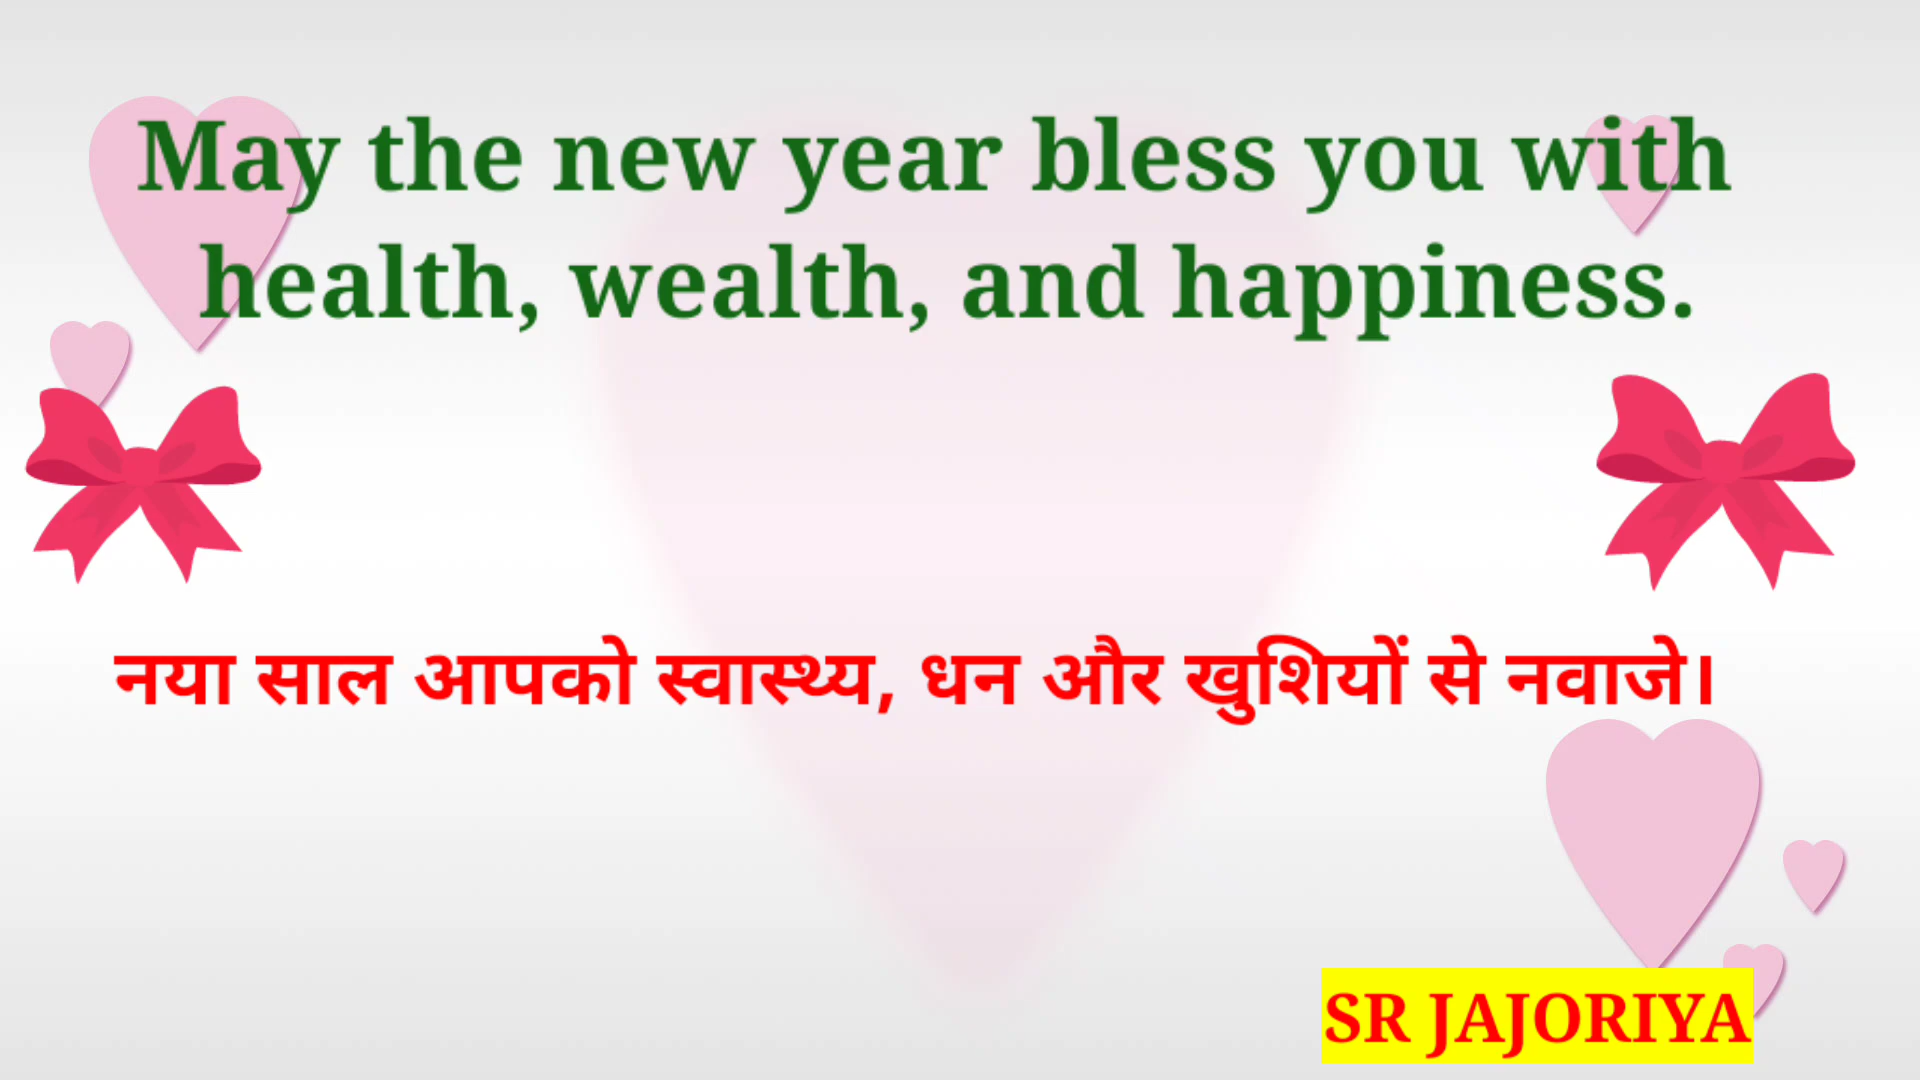 May the new year bless you with
health, wealth, and happiness.
नया साल आपको स्वास्थ्य, धन और खुशियों से नवाजे।
SR JAJORIYA